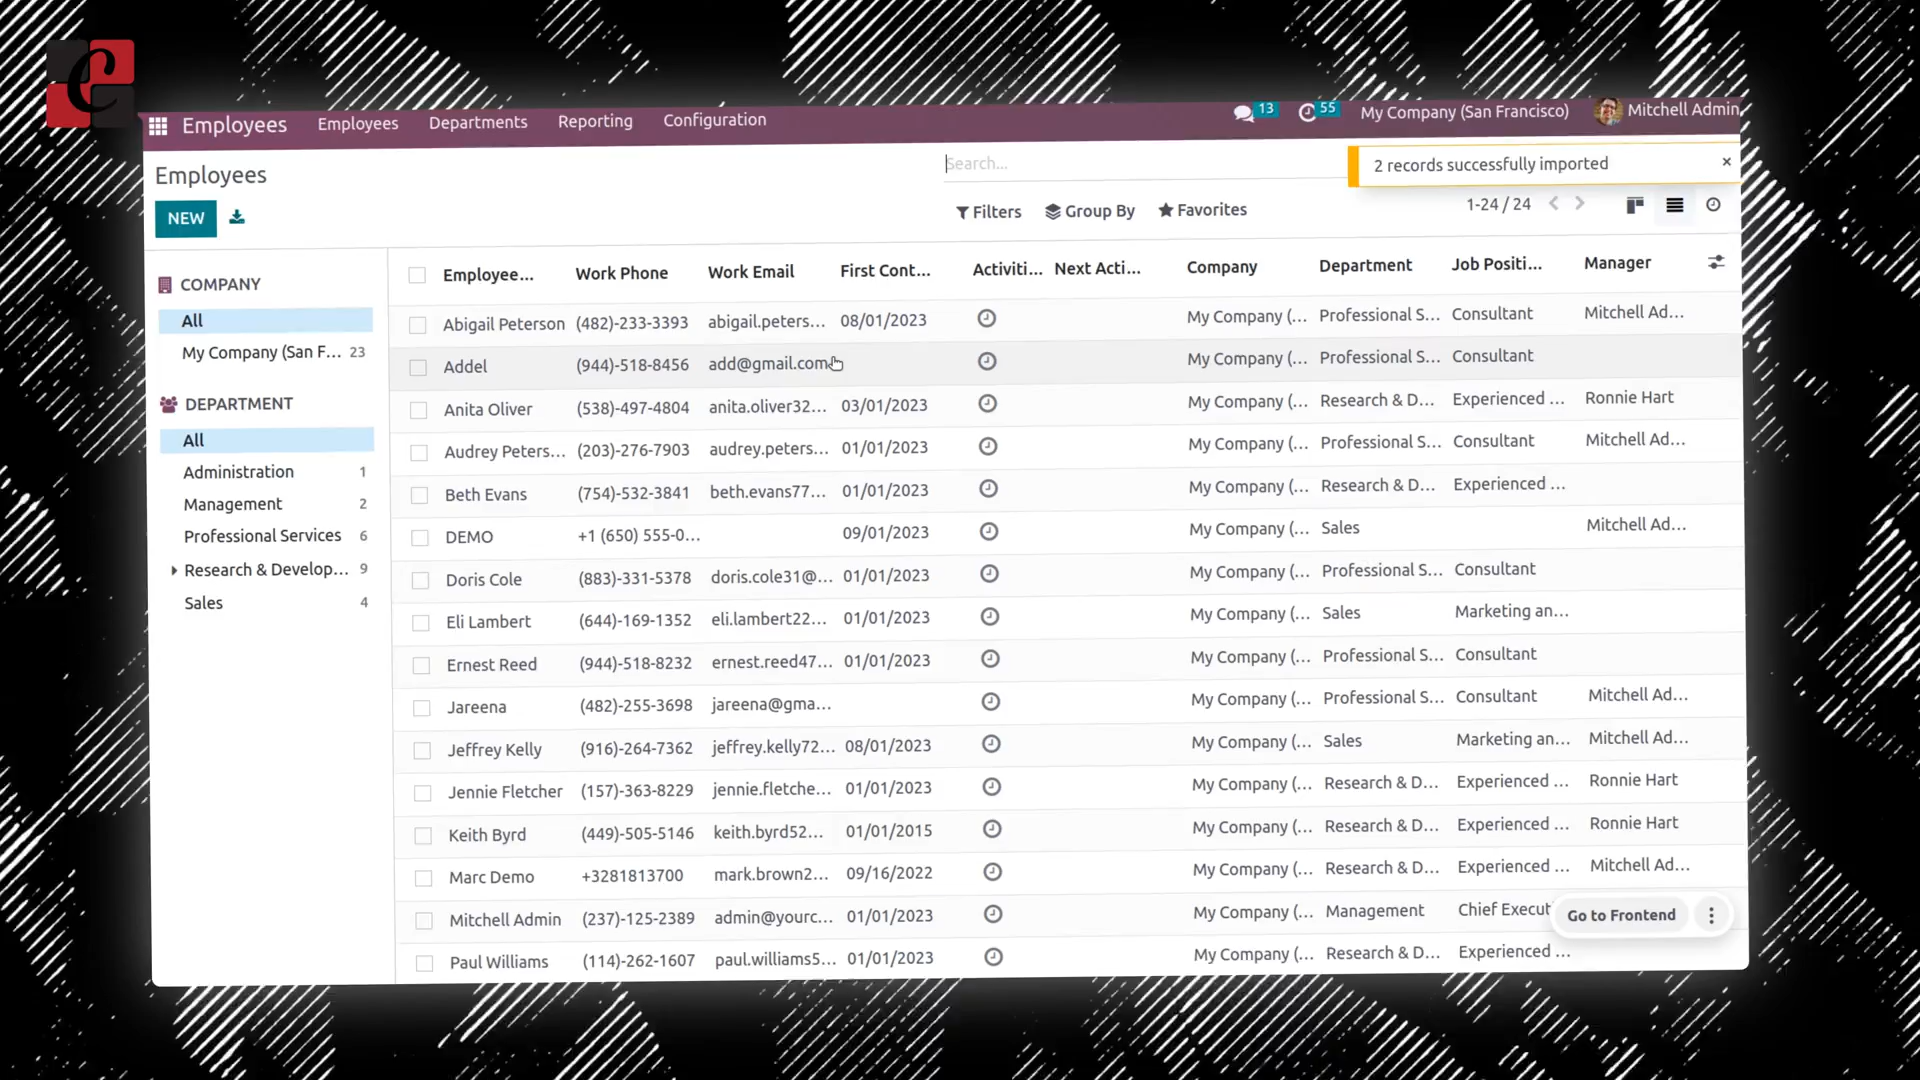 Employees Employees Departments Reporting Configuration 13 55 My Company (San Francisco) Mitchell Admin
Employees
Search...
2 records successfully imported ×
NEW
Filters Group By Favorites 1-24 / 24
COMPANY
All
My Company (San F... 23
DEPARTMENT
All
Administration 1
Management 2
Professional Services 6
Research & Develop... 9
Sales 4
Employee... Work Phone Work Email First Cont... Activiti... Next Acti... Company Department Job Positi... Manager
Abigail Peterson (482)-233-3393 abigail.peters... 08/01/2023 My Company (... Professional S... Consultant Mitchell Ad...
Addel (944)-518-8456 add@gmail.com My Company (... Professional S... Consultant
Anita Oliver (538)-497-4804 anita.oliver32... 03/01/2023 My Company (... Research & D... Experienced ... Ronnie Hart
Audrey Peters... (203)-276-7903 audrey.peters... 01/01/2023 My Company (... Professional S... Consultant Mitchell Ad...
Beth Evans (754)-532-3841 beth.evans77... 01/01/2023 My Company (... Research & D... Experienced ...
DEMO +1 (650) 555-0... 09/01/2023 My Company (... Sales Mitchell Ad...
Doris Cole (883)-331-5378 doris.cole31@... 01/01/2023 My Company (... Professional S... Consultant
Eli Lambert (644)-169-1352 eli.lambert22... 01/01/2023 My Company (... Sales Marketing an...
Ernest Reed (944)-518-8232 ernest.reed47... 01/01/2023 My Company (... Professional S... Consultant
Jareena (482)-255-3698 jareena@gma... My Company (... Professional S... Consultant Mitchell Ad...
Jeffrey Kelly (916)-264-7362 jeffrey.kelly72... 08/01/2023 My Company (... Sales Marketing an... Mitchell Ad...
Jennie Fletcher (157)-363-8229 jennie.fletche... 01/01/2023 My Company (... Research & D... Experienced ... Ronnie Hart
Keith Byrd (449)-505-5146 keith.byrd52... 01/01/2015 My Company (... Research & D... Experienced ... Ronnie Hart
Marc Demo +3281813700 mark.brown2... 09/16/2022 My Company (... Research & D... Experienced ... Mitchell Ad...
Mitchell Admin (237)-125-2389 admin@yourc... 01/01/2023 My Company (... Management Chief Execut
Go to Frontend
Paul Williams (114)-262-1607 paul.williams5... 01/01/2023 My Company (... Research & D... Experienced ...